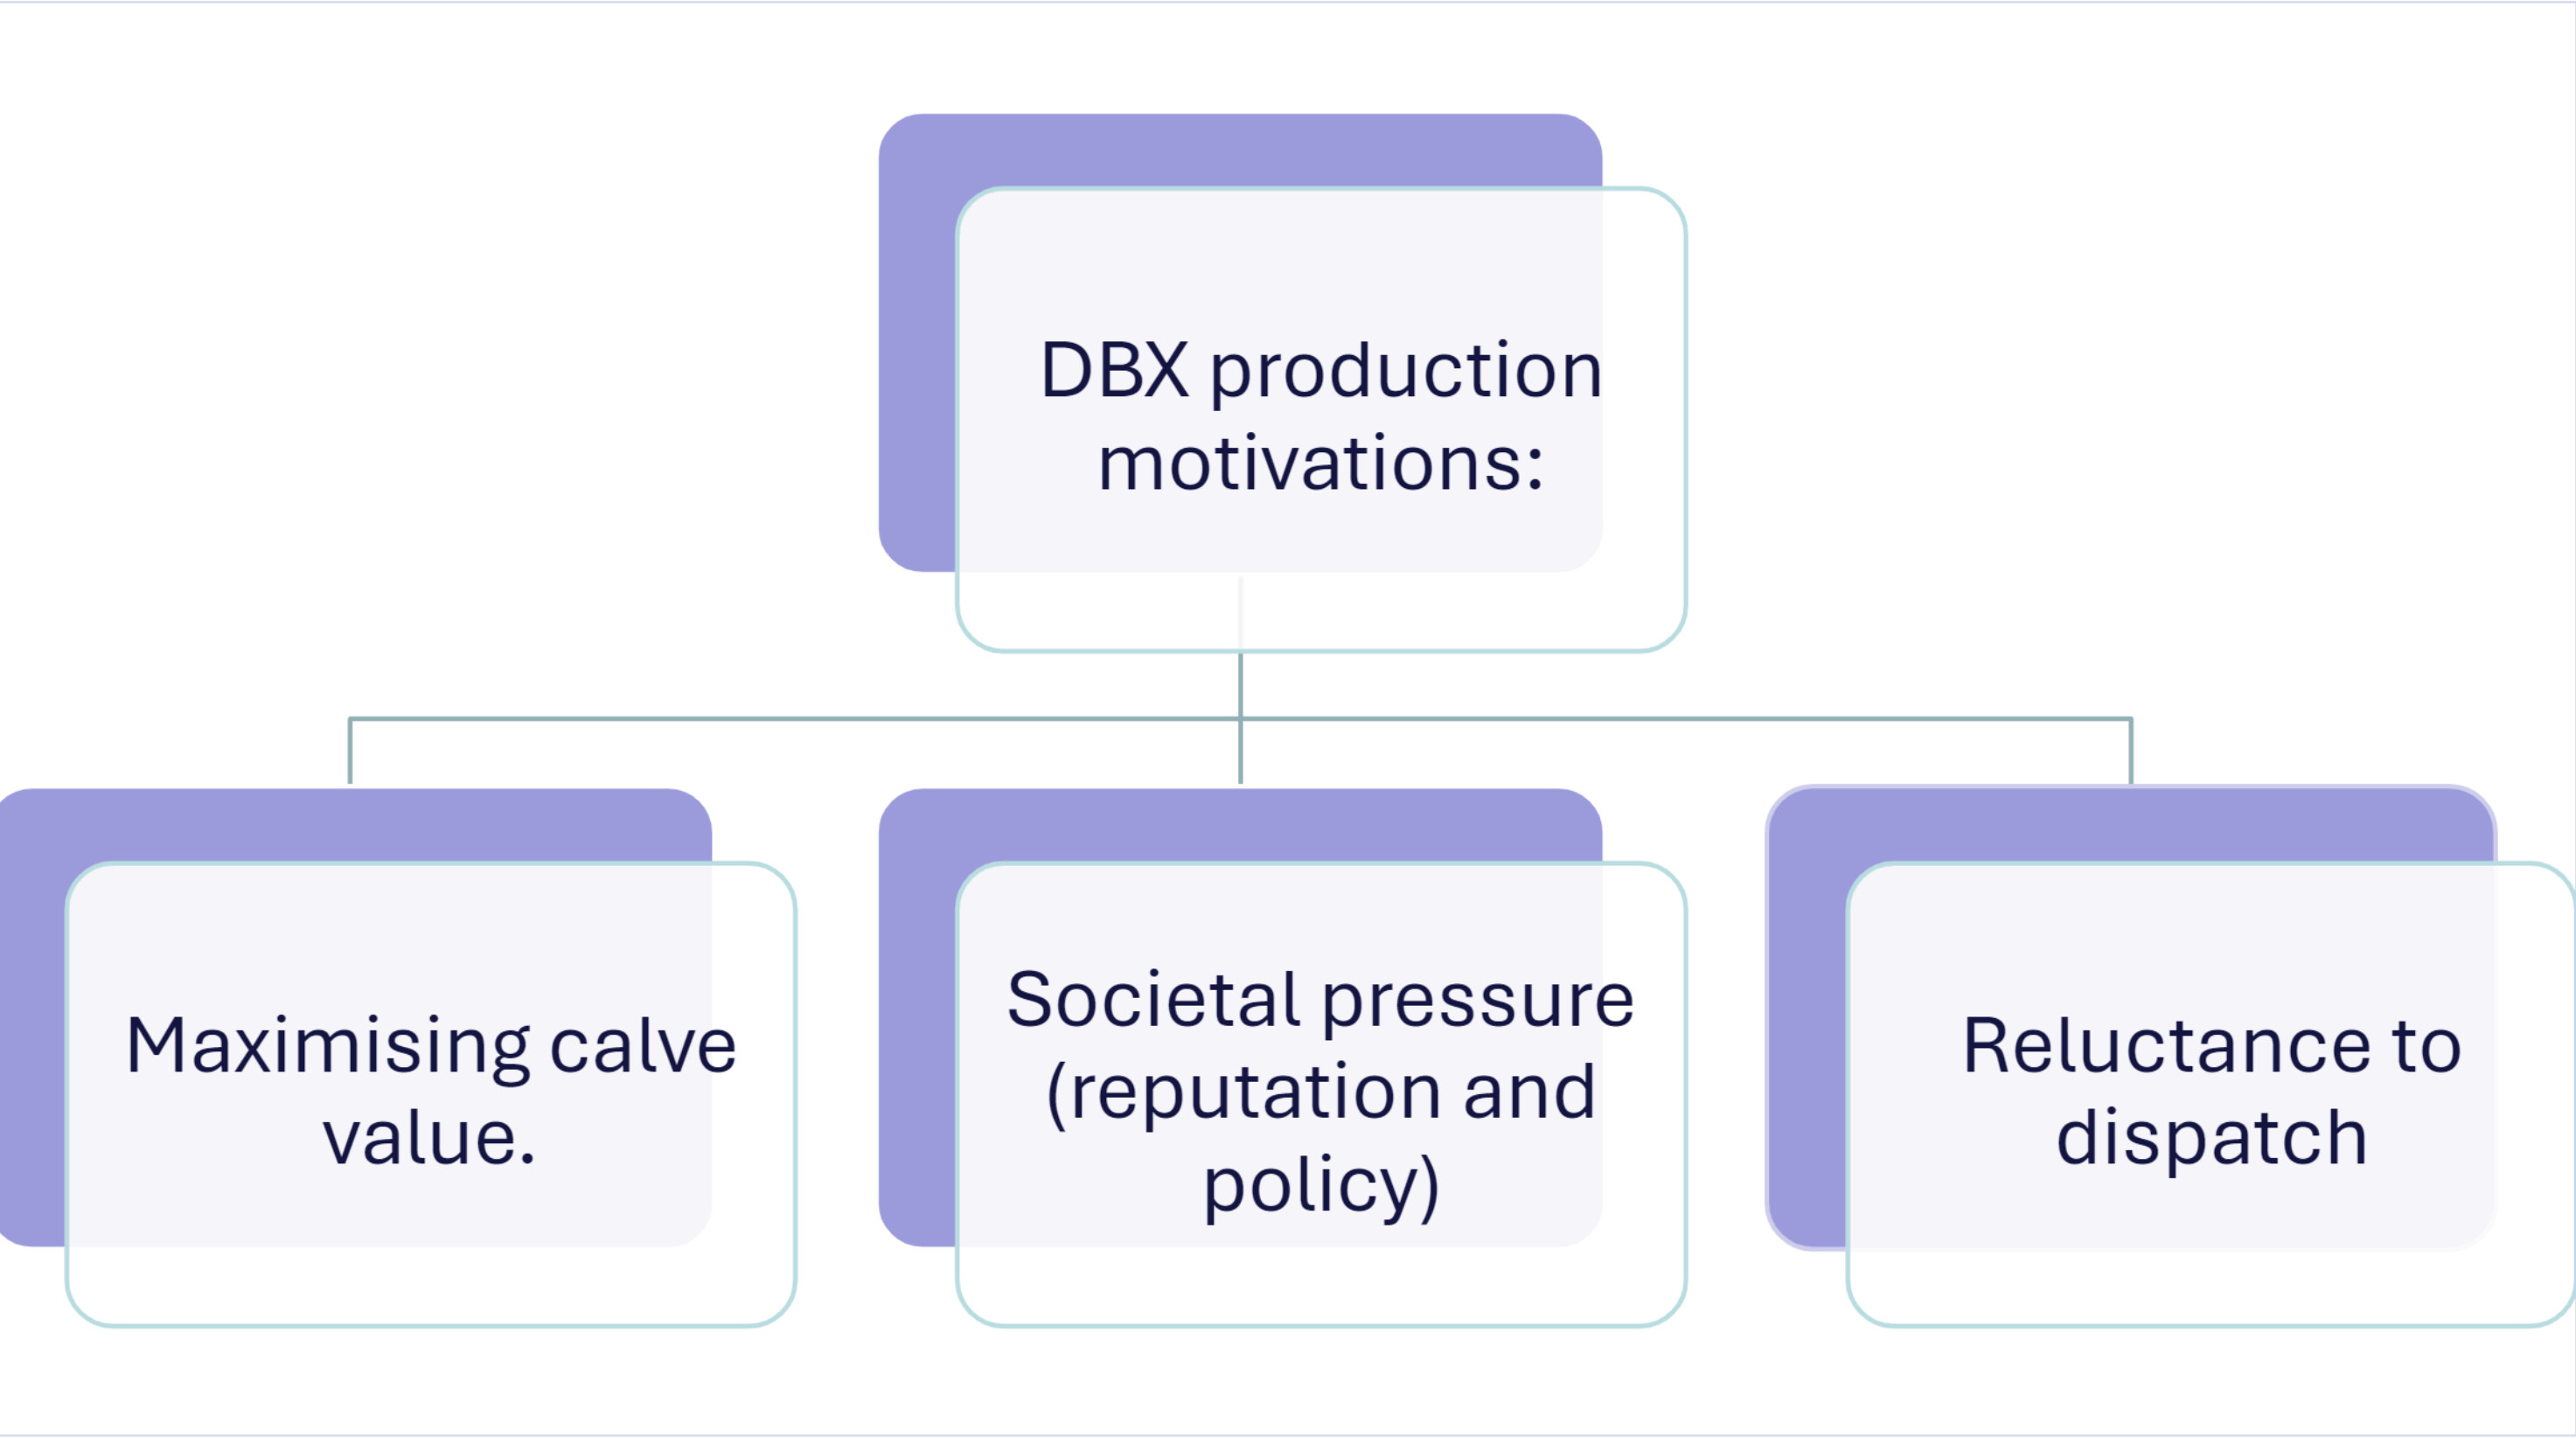 DBX production
motivations:
Maximising calve
value.
Societal pressure
(reputation and
policy)
Reluctance to
dispatch